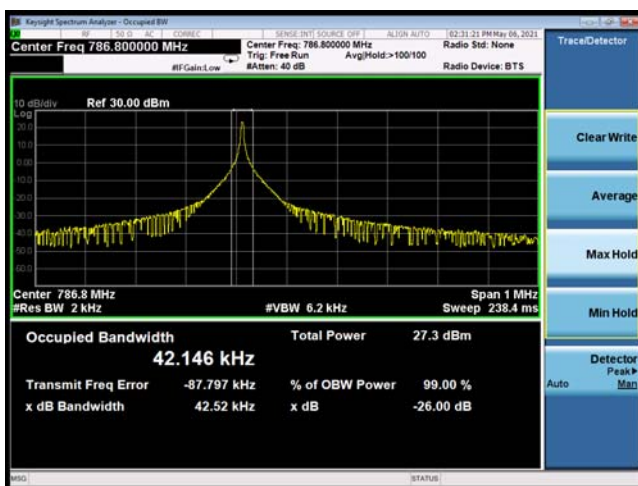 Keysight Spectrum Analyzer - Occupied BW
RF 50 Ω AC CORREC SENSE:INT SOURCE OFF ALIGN AUTO 02:31:21 PM May 06, 2021
Center Freq 786.800000 MHz
Center Freq: 786.800000 MHz
Radio Std: None
Trig: Free Run Avg|Hold:>100/100
#IFGain:Low
#Atten: 40 dB
Radio Device: BTS
Trace/Detector
10 dB/div Ref 30.00 dBm
Log
20.0
10.0
0.00
-10.0
-20.0
-30.0
-40.0
-50.0
-60.0
Center 786.8 MHz
Span 1 MHz
#Res BW 2 kHz
#VBW 6.2 kHz
Sweep 238.4 ms
Occupied Bandwidth
42.146 kHz
Total Power 27.3 dBm
Transmit Freq Error -87.797 kHz
% of OBW Power 99.00 %
x dB Bandwidth 42.52 kHz
x dB -26.00 dB
Clear Write
Average
Max Hold
Min Hold
Detector
Peak▶
Auto Man
MSG
STATUS